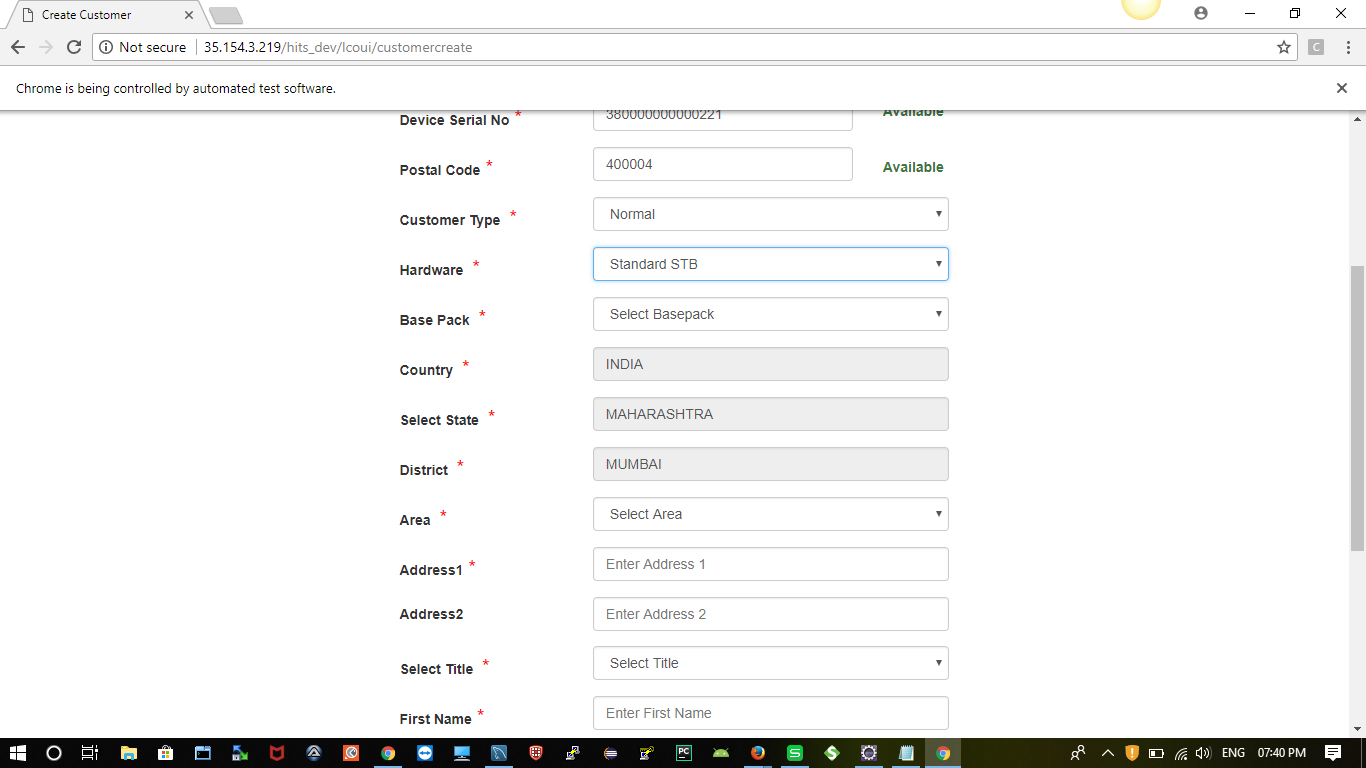 Create Customer
Not secure 35.154.3.219/hits_dev/lcoui/customercreate
C
Chrome is being controlled by automated test software.
Device Serial No * 380000000000221 Available
Postal Code * 400004 Available
Customer Type * Normal
Hardware * Standard STB
Base Pack * Select Basepack
Country * INDIA
Select State * MAHARASHTRA
District * MUMBAI
Area * Select Area
Address1 * Enter Address 1
Address2 Enter Address 2
Select Title * Select Title
First Name * Enter First Name
PC S S ENG 07:40 PM